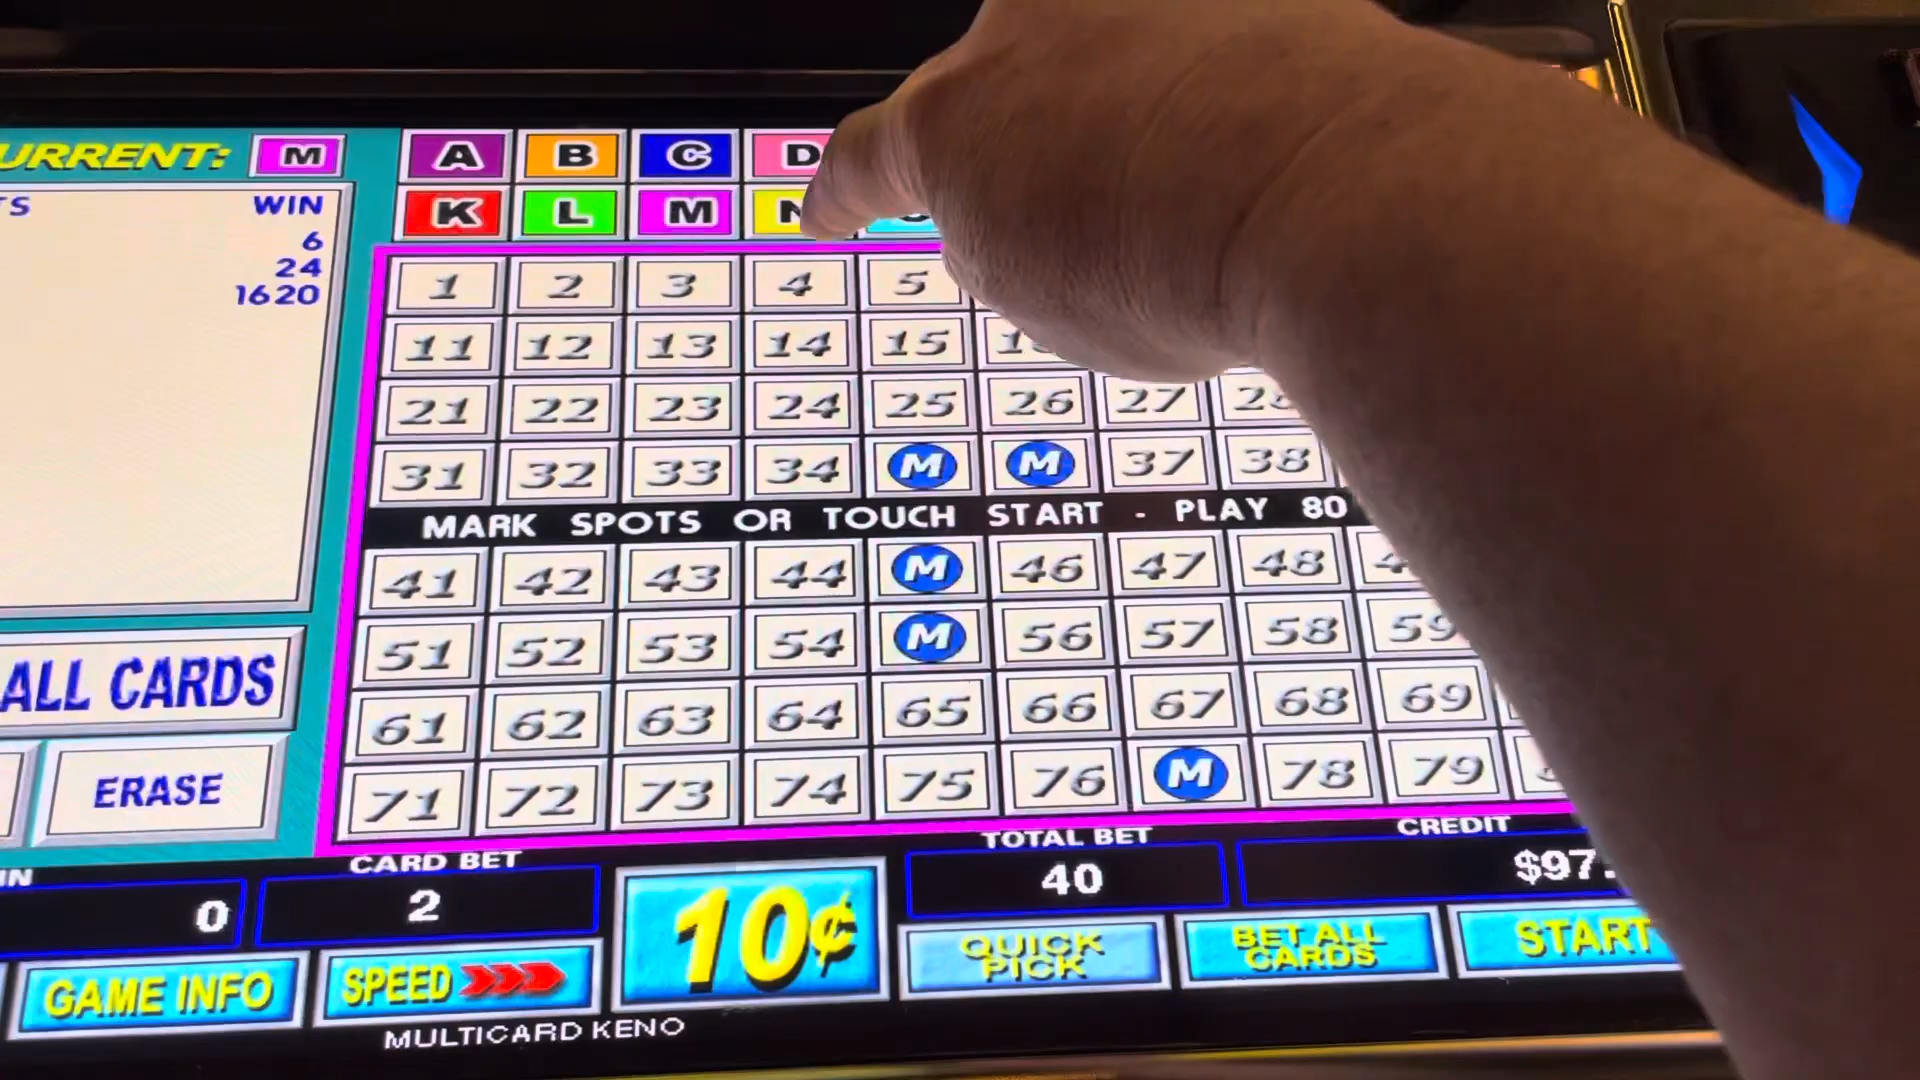 URRENT: M
A B C D
K L M N
TS WIN
6
24
1620
1 2 3 4 5
11 12 13 14 15
21 22 23 24 25 26 27
31 32 33 34 M M 37 38
MARK SPOTS OR TOUCH START - PLAY 80
41 42 43 44 M 46 47 48
51 52 53 54 M 56 57 58 59
61 62 63 64 65 66 67 68 69
71 72 73 74 75 76 M 78 79
ALL CARDS
ERASE
IN CARD BET TOTAL BET CREDIT
0 2 10¢ 40 $97.
GAME INFO SPEED QUICK PICK BET ALL CARDS START
MULTICARD KENO